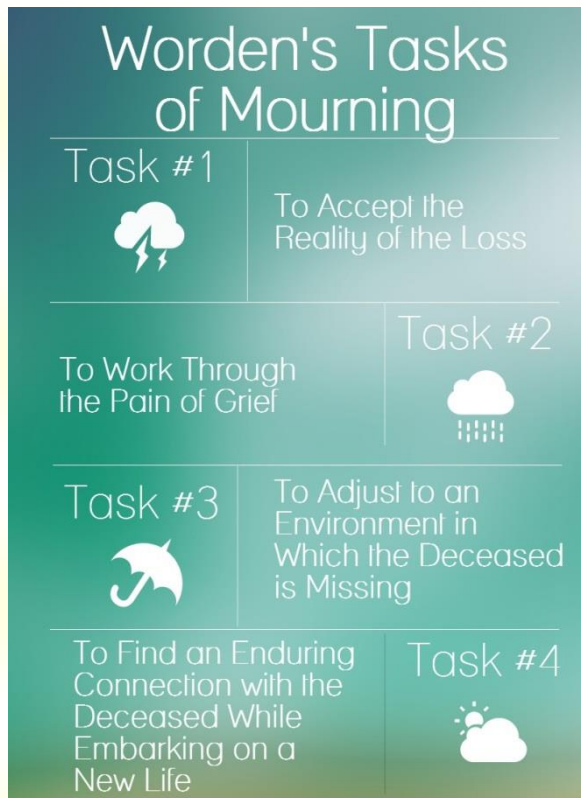 Worden's Tasks
of Mourning
Task #1
To Accept the
Reality of the Loss
Task #2
To Work Through
the Pain of Grief
Task #3
To Adjust to an
Environment in
Which the Deceased
is Missing
Task #4
To Find an Enduring
Connection with the
Deceased While
Embarking on a
New Life